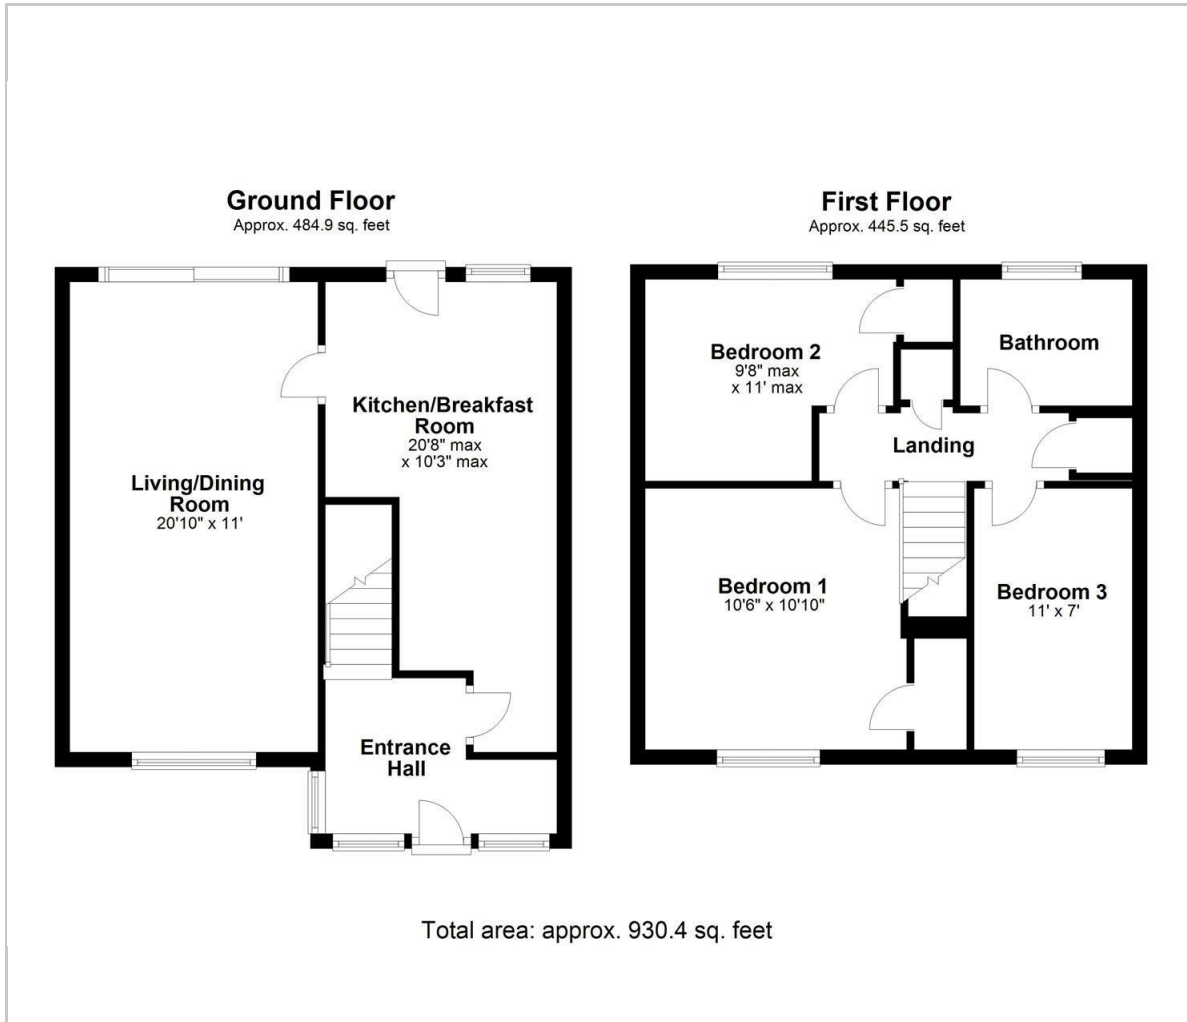 Ground Floor
Approx. 484.9 sq. feet
Living/Dining
Room
20'10" x 11'
Kitchen/Breakfast
Room
20'8" max
x 10'3" max
Entrance
Hall
First Floor
Approx. 445.5 sq. feet
Bedroom 2
9'8" max
x 11' max
Bathroom
Landing
Bedroom 1
10'6" x 10'10"
Bedroom 3
11' x 7'
Total area: approx. 930.4 sq. feet